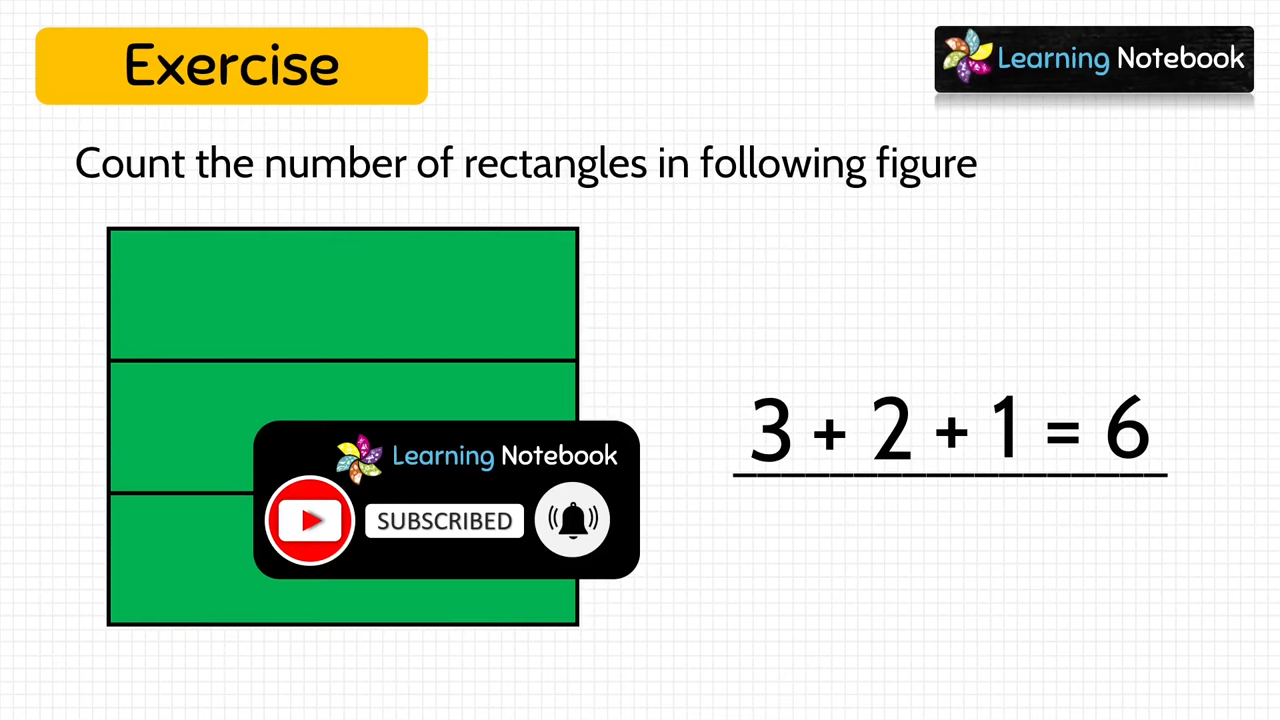 Exercise
Learning Notebook
Count the number of rectangles in following figure
3 + 2 + 1 = 6
Learning Notebook
SUBSCRIBED